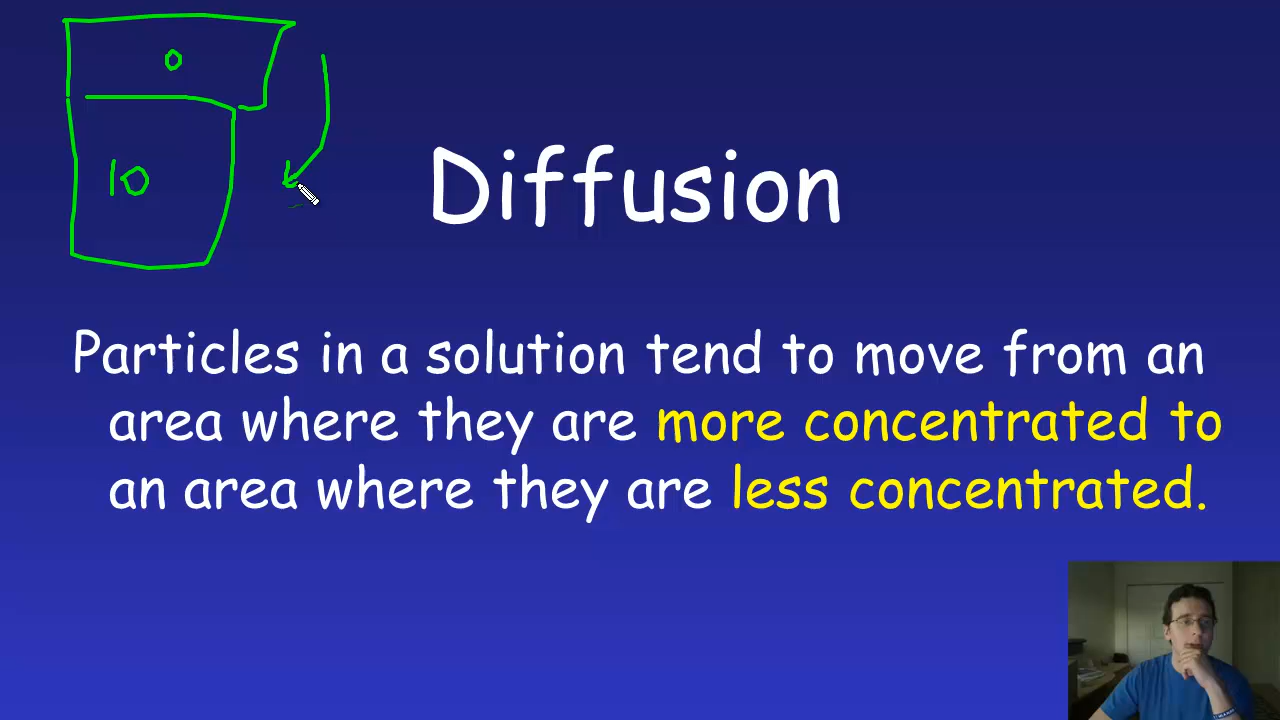 0
10
Diffusion
Particles in a solution tend to move from an
area where they are more concentrated to
an area where they are less concentrated.